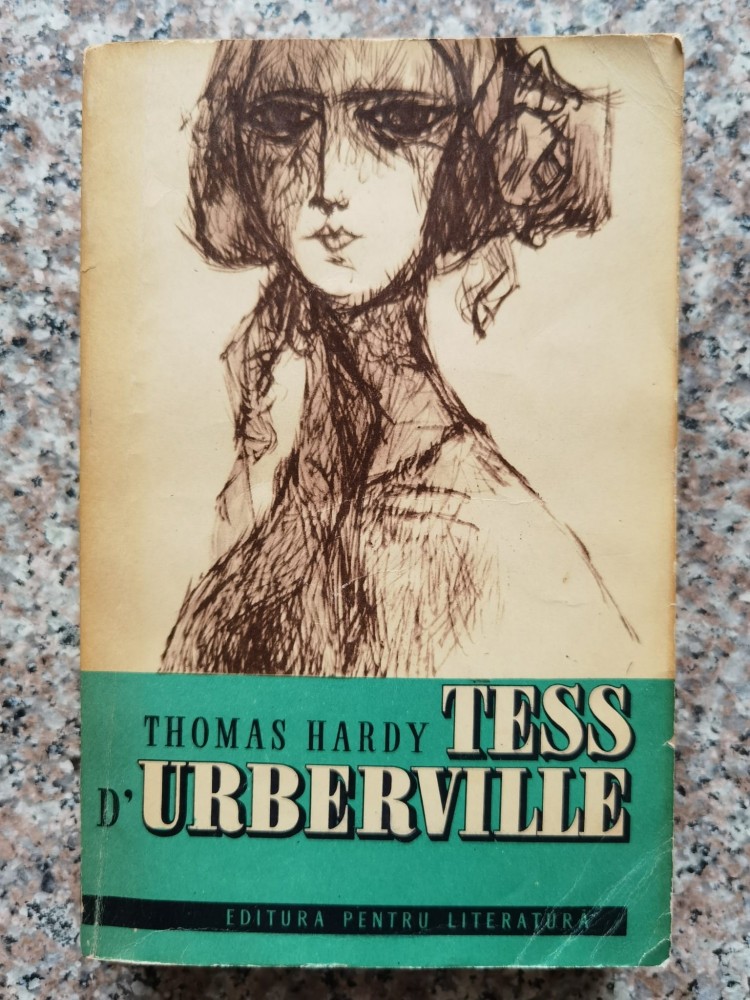 THOMAS HARDY TESS
D'URBERVILLE
EDITURA PENTRU LITERATURĂ